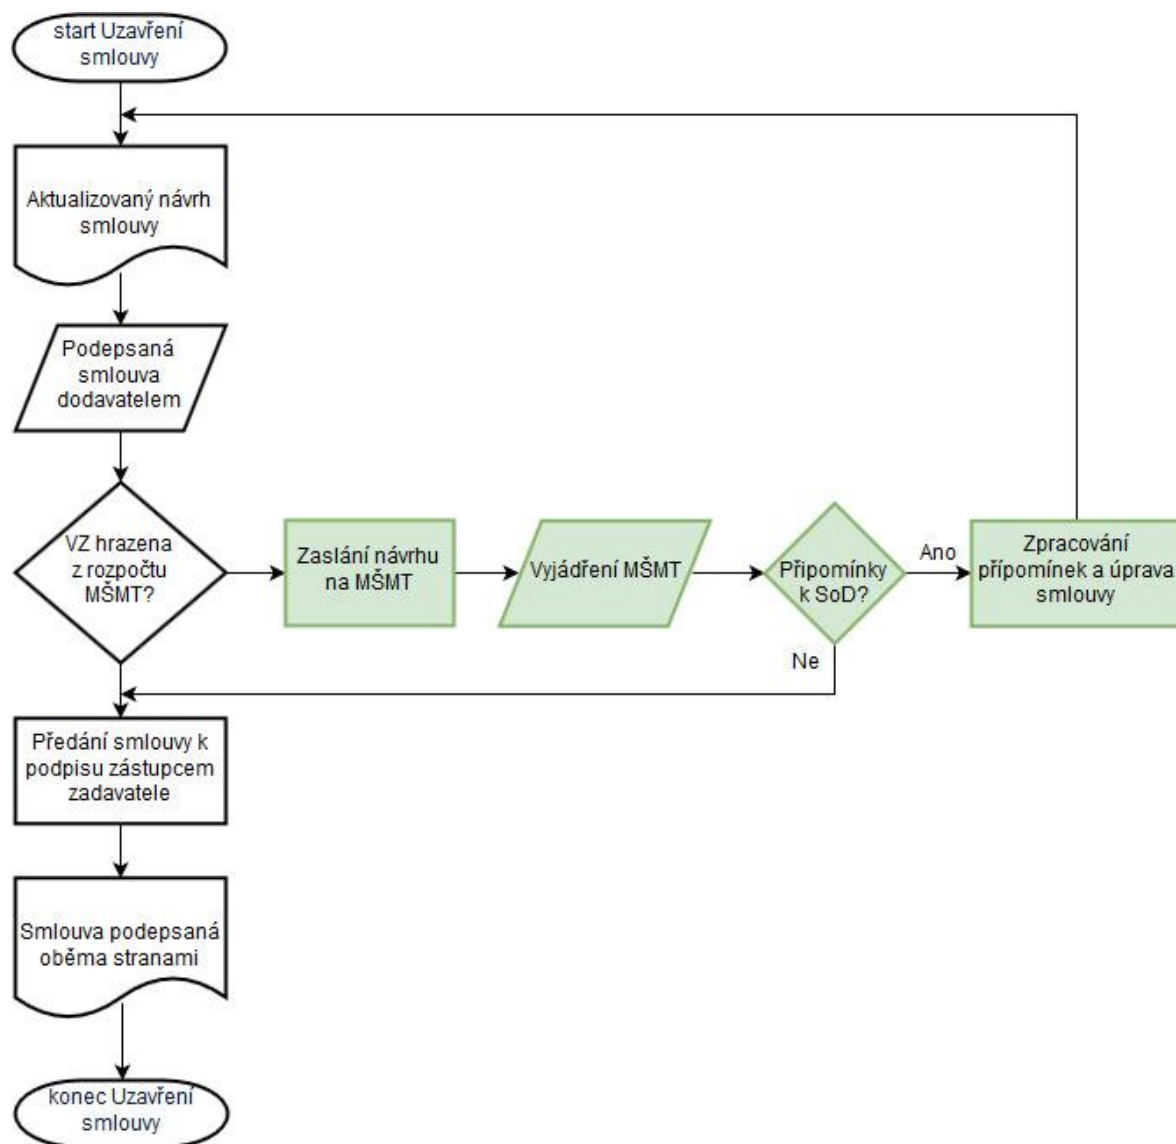 start Uzavření
smlouvy
Aktualizovaný návrh
smlouvy
Podepsaná
smlouva
dodavatelem
VZ hrazena
z rozpočtu
MŠMT?
Zaslání návrhu
na MŠMT
Vyjádření MŠMT
Připomínky
k SoD?
Ano
Zpracování
přípomínek a úprava
smlouvy
Ne
Předání smlouvy k
podpisu zástupcem
zadavatele
Smlouva podepsaná
oběma stranami
konec Uzavření
smlouvy